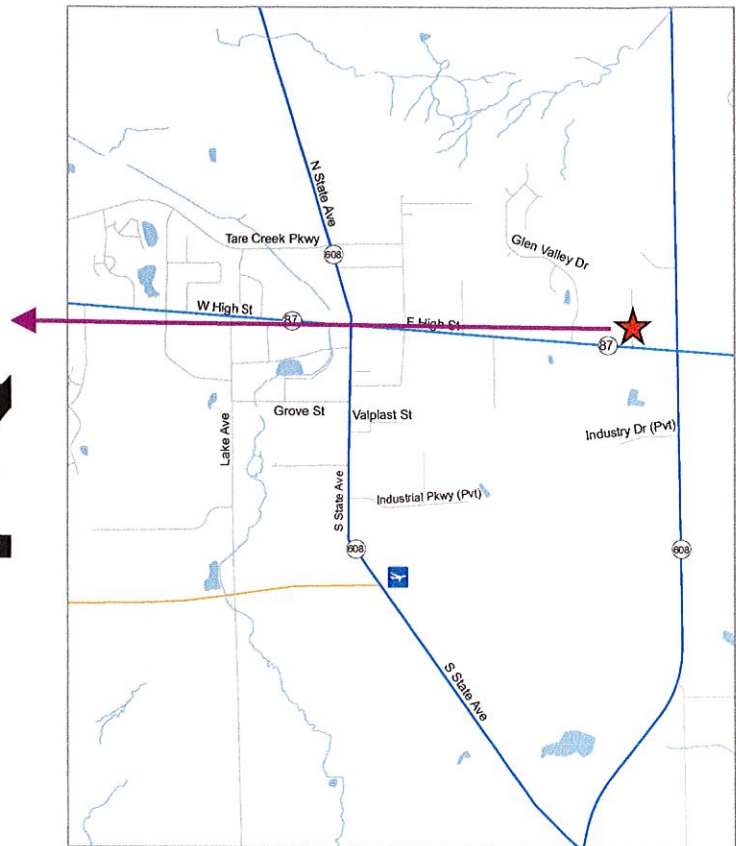 N State Ave
Tare Creek Pkwy
608
Glen Valley Dr
W High St
87
E High St
87
Grove St
Valplast St
Lake Ave
Industry Dr (Pvt)
S State Ave
Industrial Pkwy (Pvt)
608
608
S State Ave